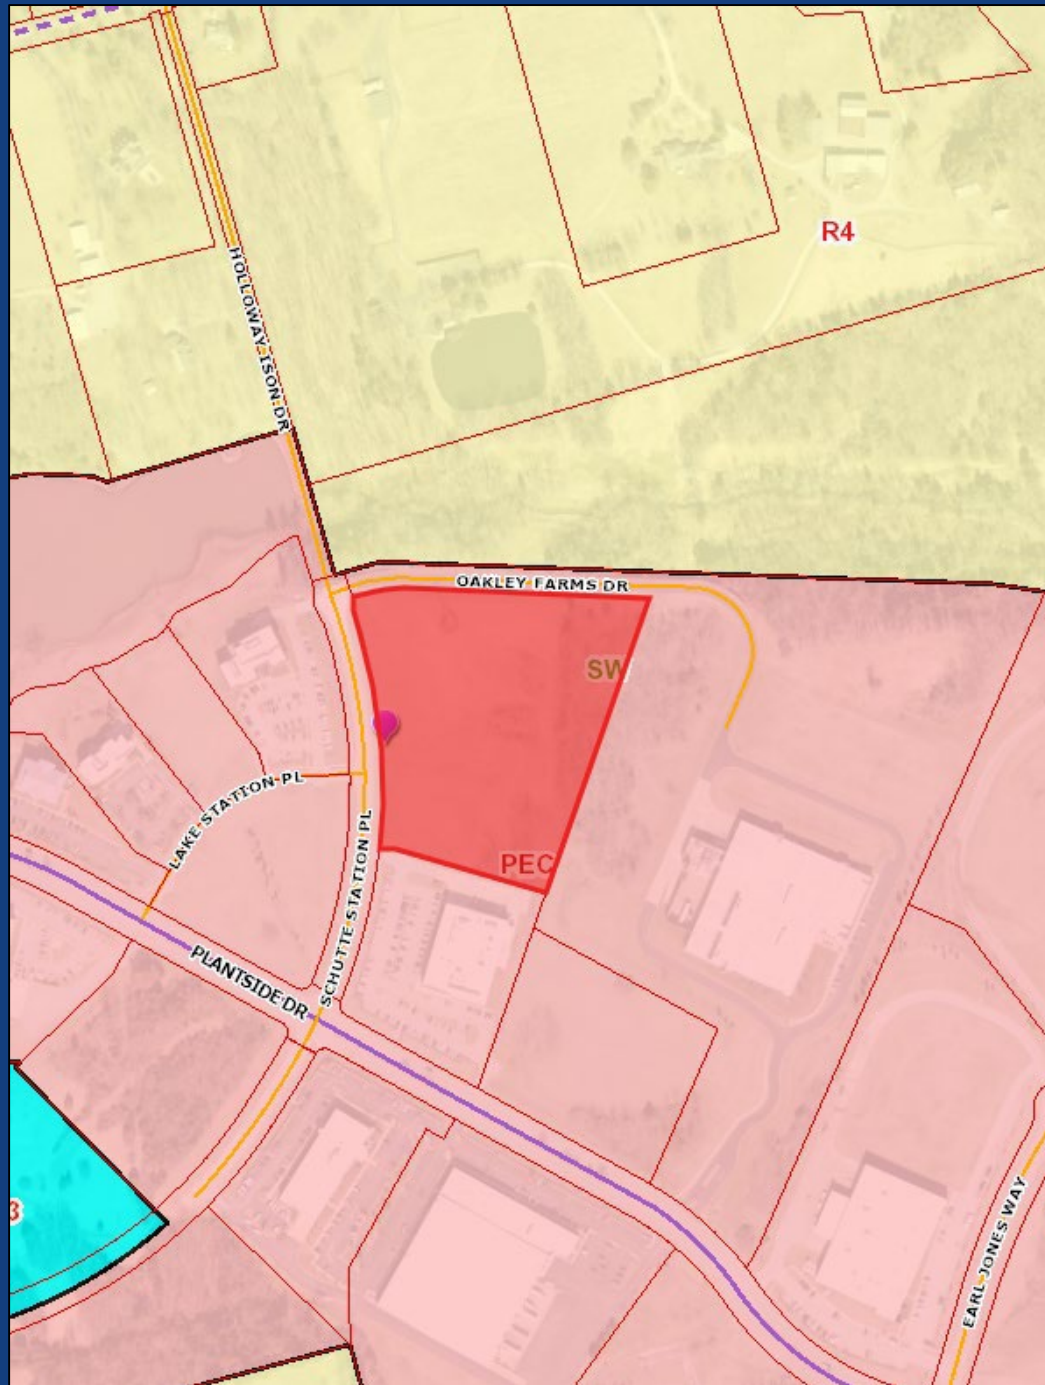 R4
HOLLOWAY ISON DR
OAKLEY FARMS DR
SW
LAKE STATION PL
SCHUTTE STATION PL
PEC
PLANTSIDE DR
3
EARL JONES WAY